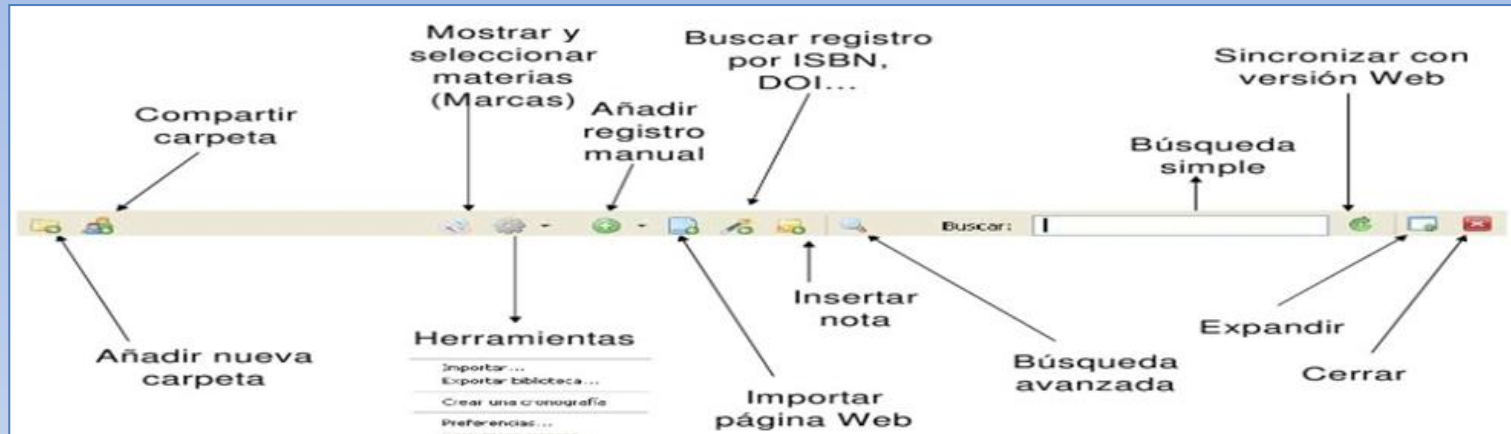 Mostrar y
seleccionar
materias
(Marcas)
Buscar registro
por ISBN,
DOI...
Sincronizar con
versión Web
Compartir
carpeta
Añadir
registro
manual
Búsqueda
simple
Buscar:
Añadir nueva
carpeta
Herramientas
Importar...
Exportar biblioteca...
Crear una cronografía
Preferencias...
Importar
página Web
Insertar
nota
Búsqueda
avanzada
Expandir
Cerrar